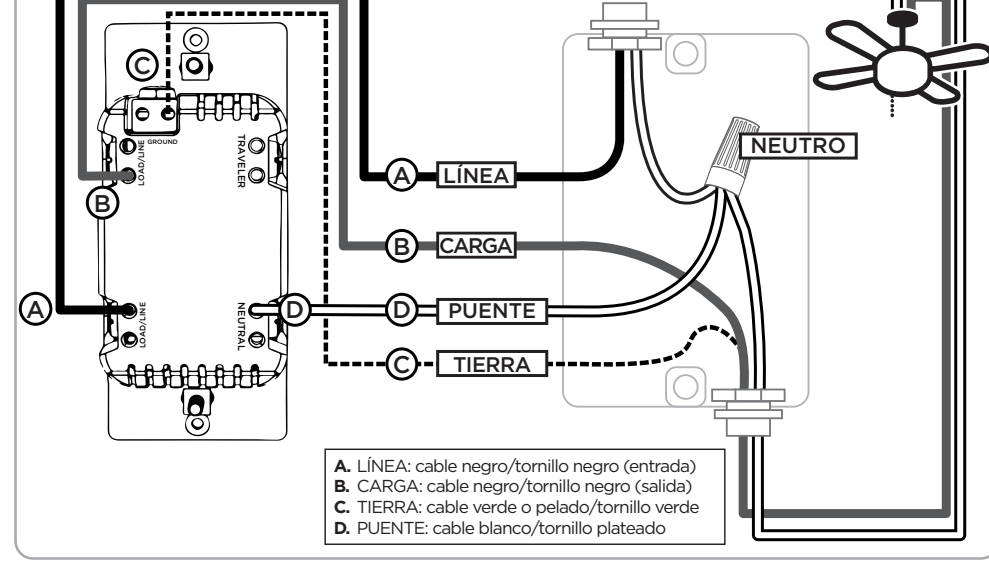 C
GROUND
LOAD/LINE
TRAVELER
B
A
LOAD/LINE
NEUTRAL
D
NEUTRO
A LÍNEA
B CARGA
D PUENTE
C TIERRA
A. LÍNEA: cable negro/tornillo negro (entrada)
B. CARGA: cable negro/tornillo negro (salida)
C. TIERRA: cable verde o pelado/tornillo verde
D. PUENTE: cable blanco/tornillo plateado